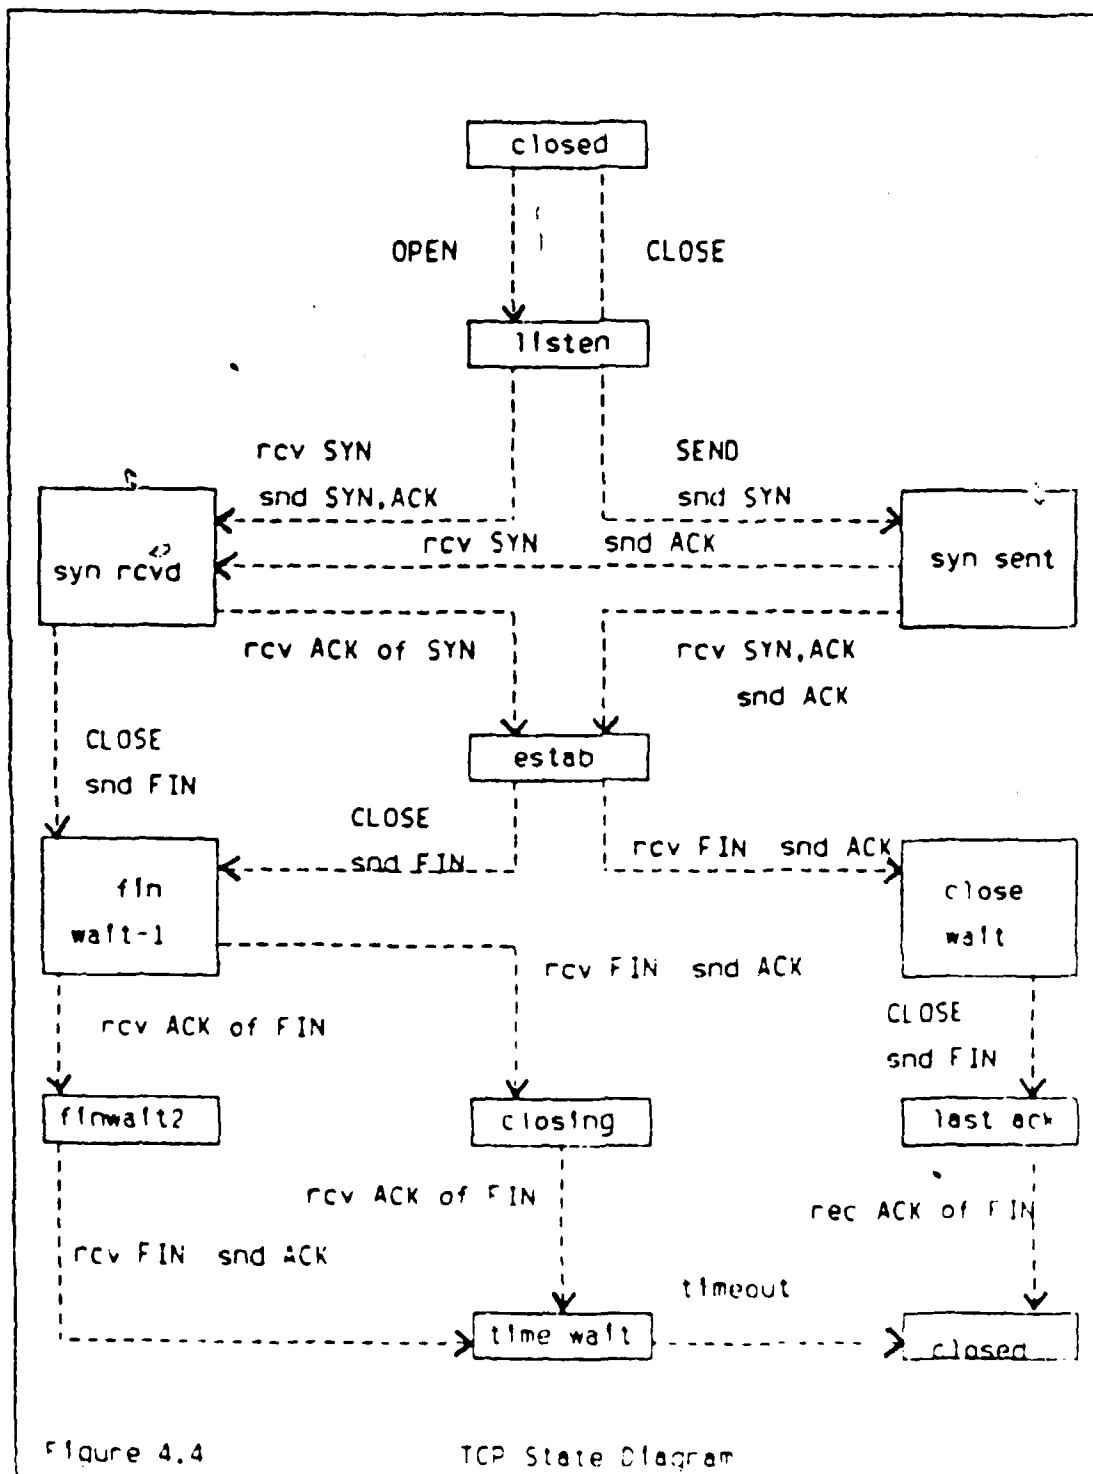 closed
OPEN
CLOSE
listen
rcv SYN
snd SYN,ACK
SEND
snd SYN
syn rcvd
rcv SYN snd ACK
syn sent
rcv ACK of SYN
rcv SYN,ACK
snd ACK
estab
CLOSE
snd FIN
CLOSE
snd FIN
rcv FIN snd ACK
fin
wait-1
close
wait
rcv FIN snd ACK
rcv ACK of FIN
CLOSE
snd FIN
finwait2
closing
last ack
rcv ACK of FIN
rec ACK of FIN
rcv FIN snd ACK
timeout
time wait
closed
Figure 4.4
TCP State Diagram